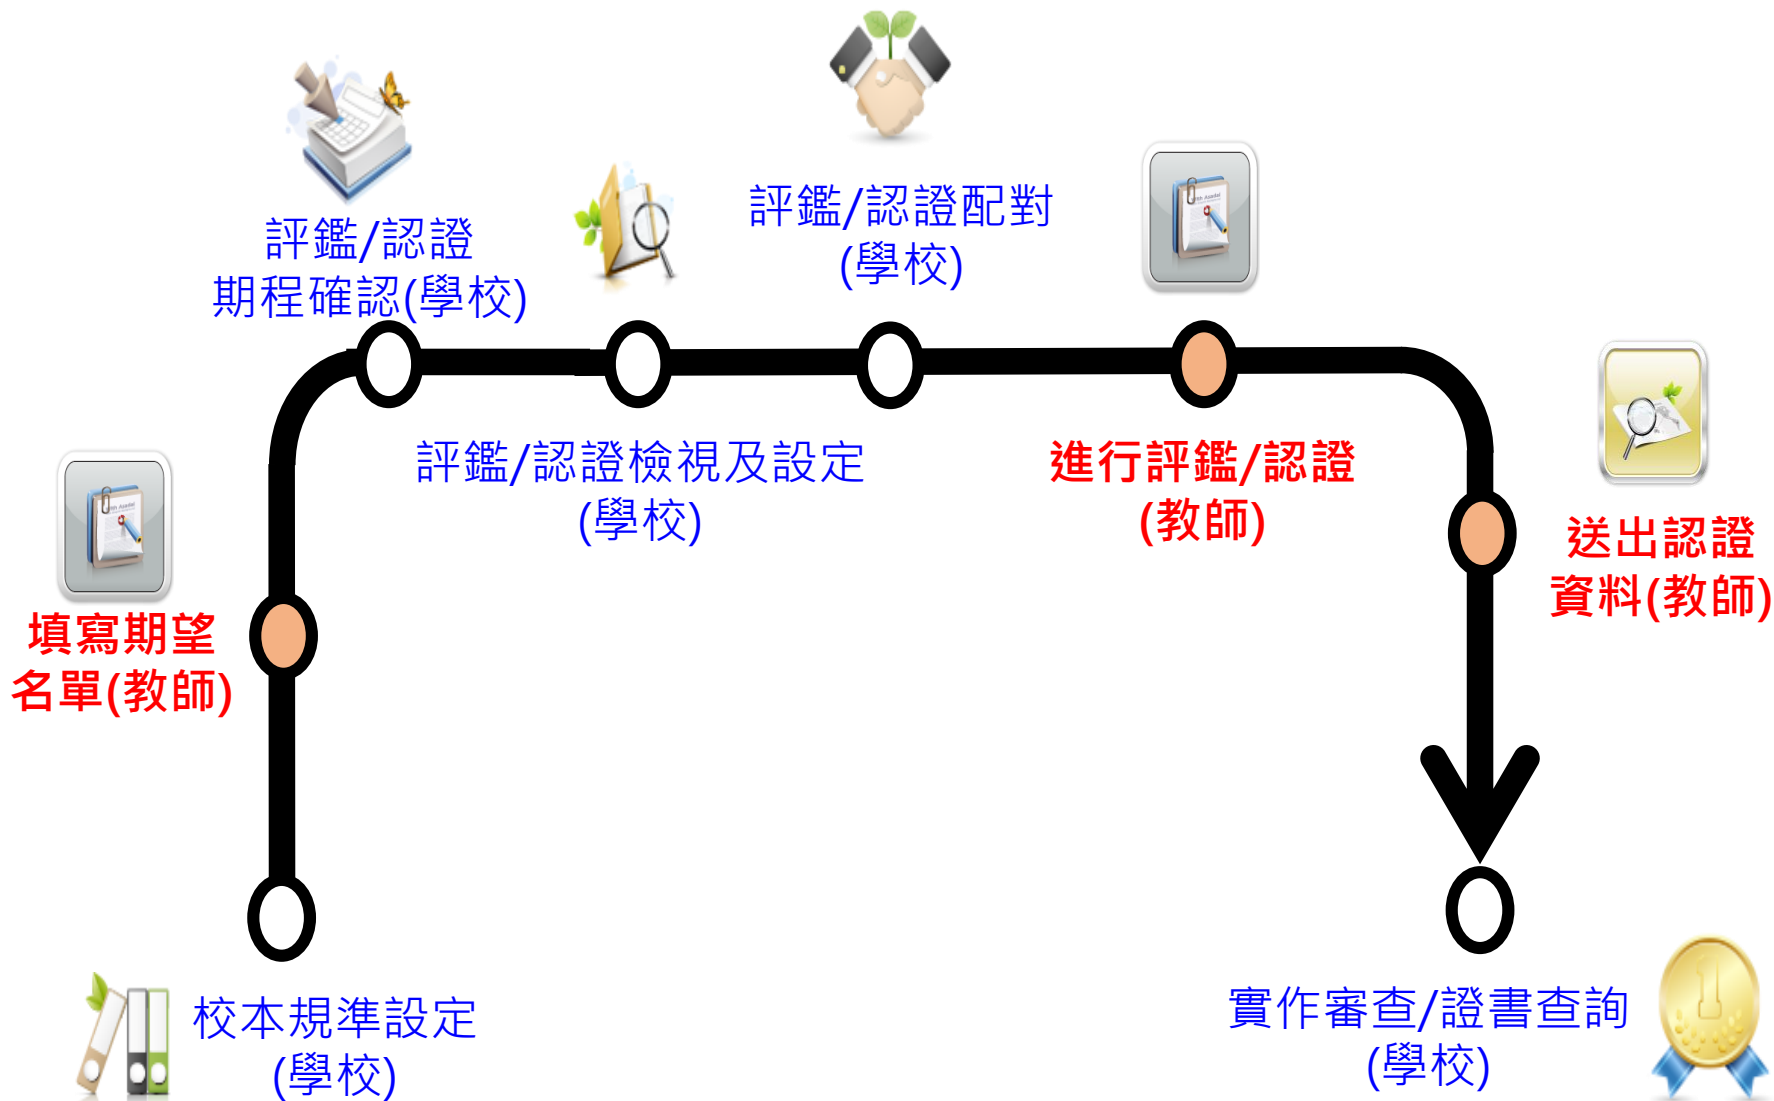 評鑑/認證
期程確認(學校)
評鑑/認證配對
(學校)
評鑑/認證檢視及設定
(學校)
進行評鑑/認證
(教師)
送出認證
資料(教師)
填寫期望
名單(教師)
校本規準設定
(學校)
實作審查/證書查詢
(學校)
1